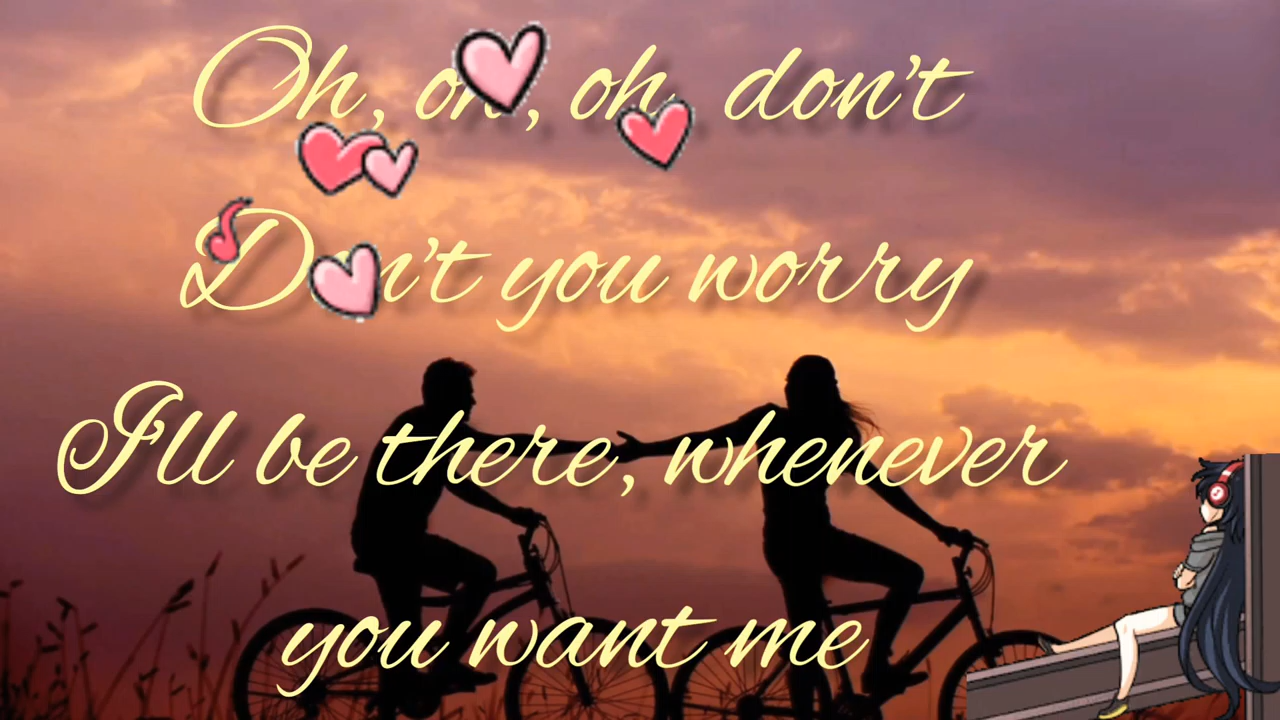 Oh, oh, oh, don't
Don't you worry
I'll be there, whenever
you want me